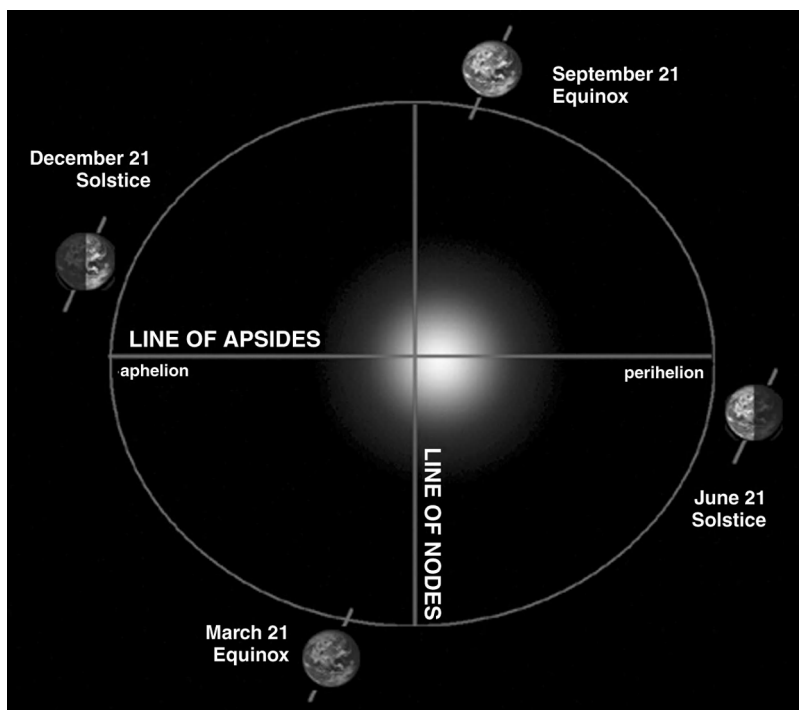 September 21
Equinox
December 21
Solstice
LINE OF APSIDES
aphelion
perihelion
LINE OF NODES
June 21
Solstice
March 21
Equinox